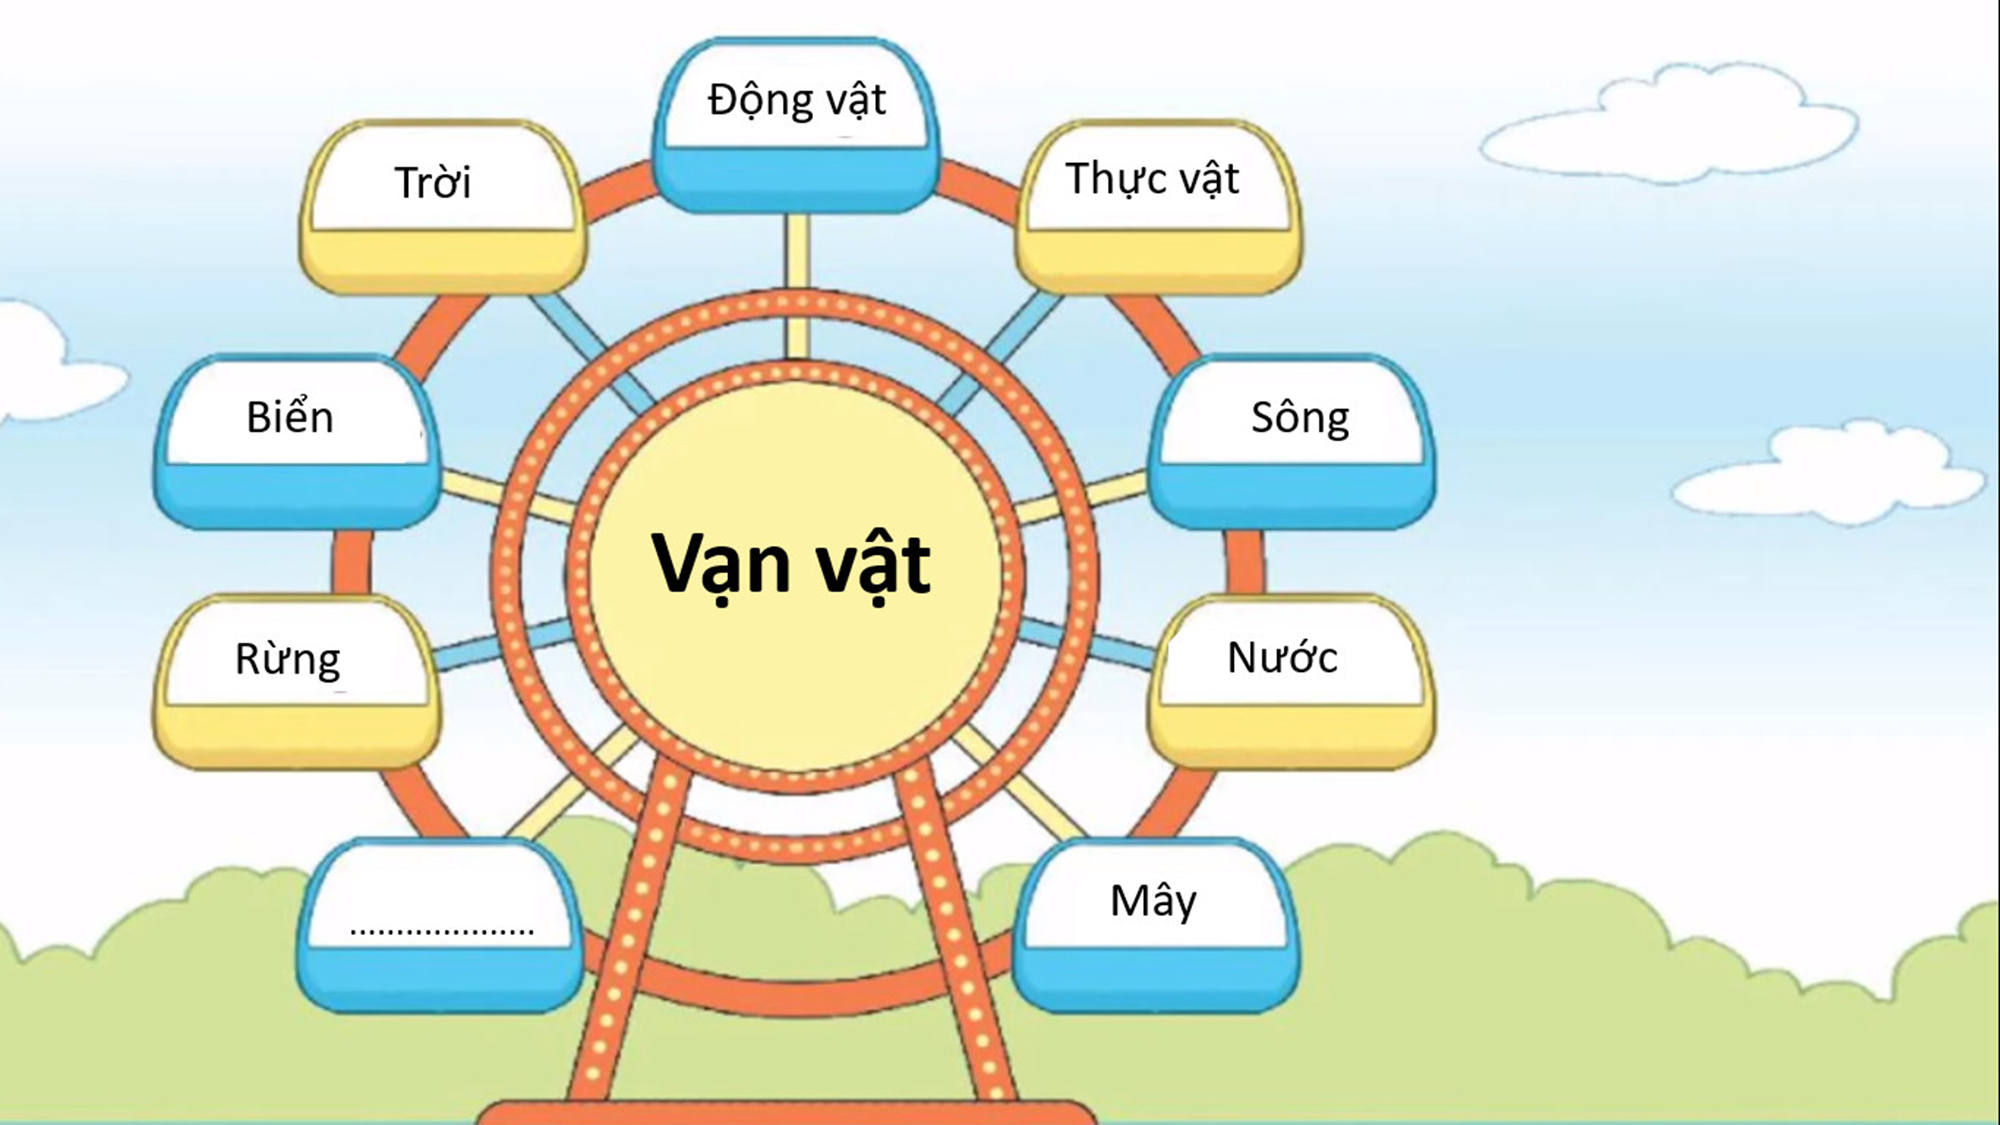 Động vật
Trời
Thực vật
Biển
Sông
Vạn vật
Rừng
Nước
Mây
....................